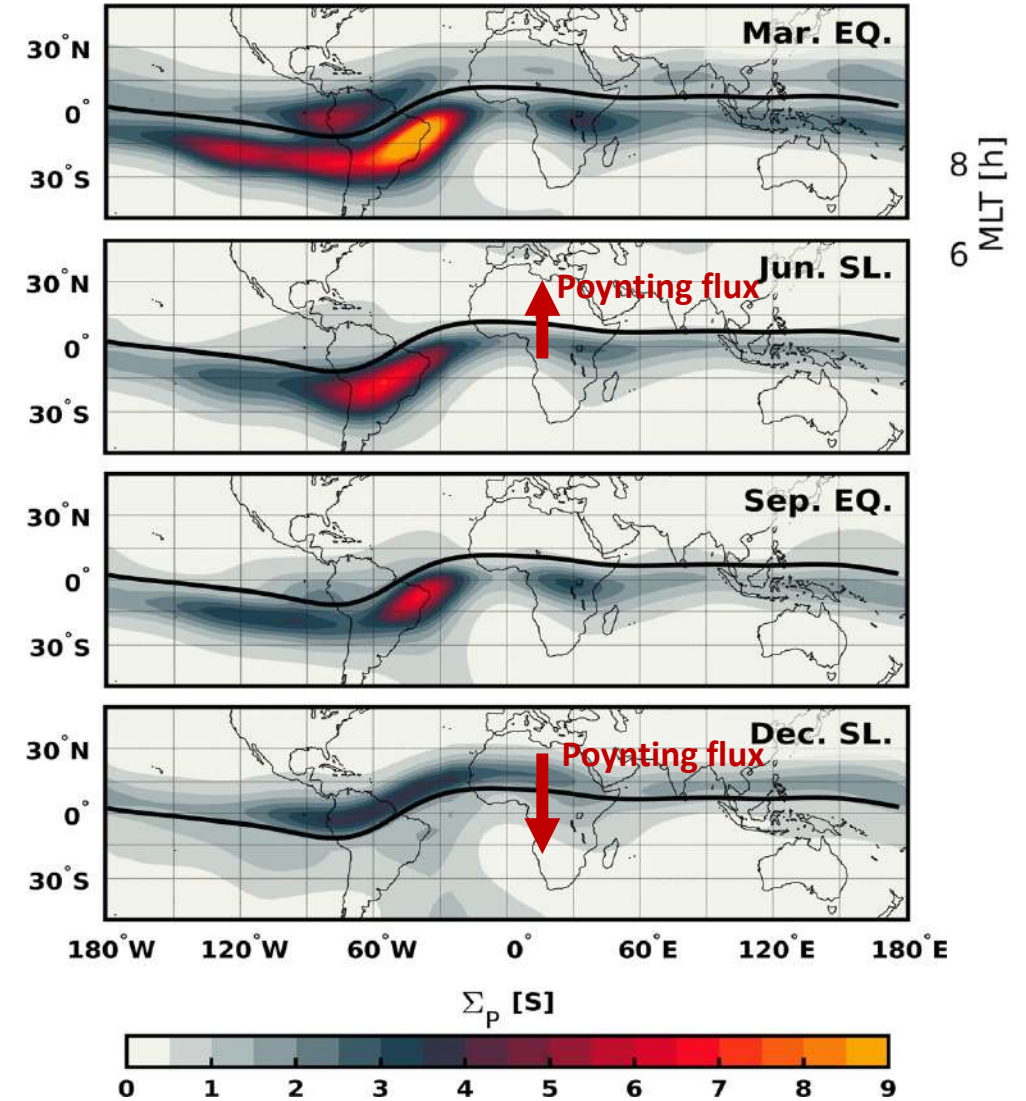 Mar. EQ.
30°N
0°
30°S
8
6
MLT [h]
Jun. SL.
Poynting flux
30°N
0°
30°S
Sep. EQ.
30°N
0°
30°S
Dec. SL.
Poynting flux
30°N
0°
30°S
180°W 120°W 60°W 0° 60°E 120°E 180°E
Σ_P [S]
0 1 2 3 4 5 6 7 8 9